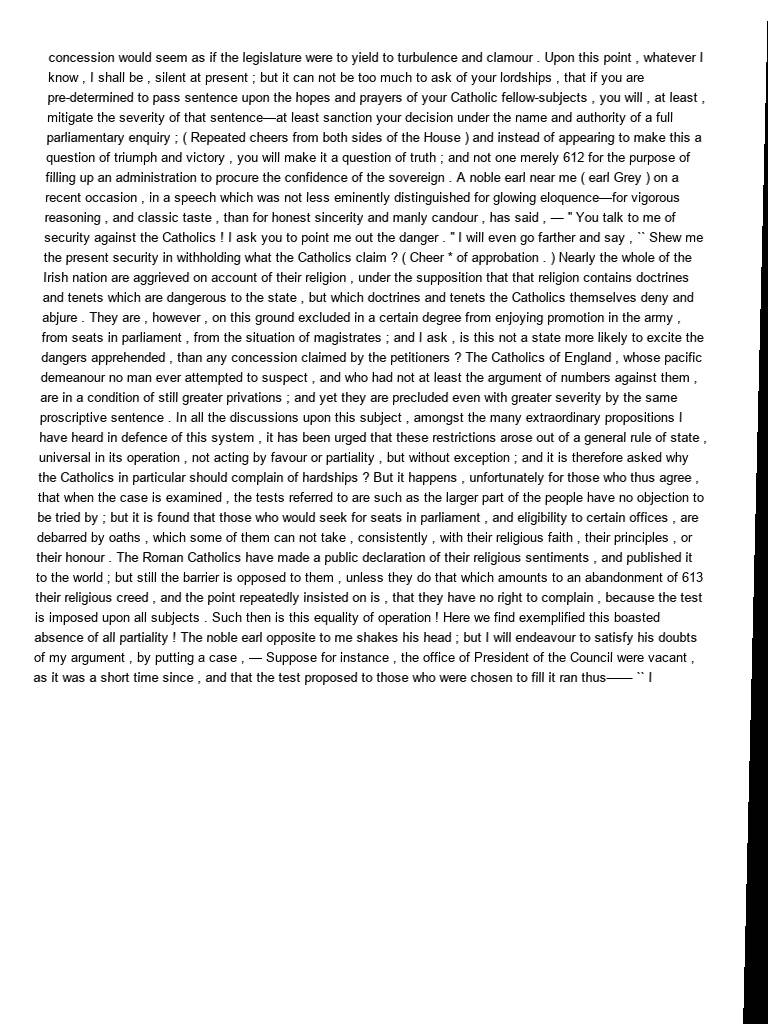 concession would seem as if the legislature were to yield to turbulence and clamour . Upon this point , whatever I
know , I shall be , silent at present ; but it can not be too much to ask of your lordships , that if you are
pre-determined to pass sentence upon the hopes and prayers of your Catholic fellow-subjects , you will , at least ,
mitigate the severity of that sentence—at least sanction your decision under the name and authority of a full
parliamentary enquiry ; ( Repeated cheers from both sides of the House ) and instead of appearing to make this a
question of triumph and victory , you will make it a question of truth ; and not one merely 612 for the purpose of
filling up an administration to procure the confidence of the sovereign . A noble earl near me ( earl Grey ) on a
recent occasion , in a speech which was not less eminently distinguished for glowing eloquence—for vigorous
reasoning , and classic taste , than for honest sincerity and manly candour , has said , — " You talk to me of
security against the Catholics ! I ask you to point me out the danger . " I will even go farther and say , `` Shew me
the present security in withholding what the Catholics claim ? ( Cheer * of approbation . ) Nearly the whole of the
Irish nation are aggrieved on account of their religion , under the supposition that that religion contains doctrines
and tenets which are dangerous to the state , but which doctrines and tenets the Catholics themselves deny and
abjure . They are , however , on this ground excluded in a certain degree from enjoying promotion in the army ,
from seats in parliament , from the situation of magistrates ; and I ask , is this not a state more likely to excite the
dangers apprehended , than any concession claimed by the petitioners ? The Catholics of England , whose pacific
demeanour no man ever attempted to suspect , and who had not at least the argument of numbers against them ,
are in a condition of still greater privations ; and yet they are precluded even with greater severity by the same
proscriptive sentence . In all the discussions upon this subject , amongst the many extraordinary propositions I
have heard in defence of this system , it has been urged that these restrictions arose out of a general rule of state ,
universal in its operation , not acting by favour or partiality , but without exception ; and it is therefore asked why
the Catholics in particular should complain of hardships ? But it happens , unfortunately for those who thus agree ,
that when the case is examined , the tests referred to are such as the larger part of the people have no objection to
be tried by ; but it is found that those who would seek for seats in parliament , and eligibility to certain offices , are
debarred by oaths , which some of them can not take , consistently , with their religious faith , their principles , or
their honour . The Roman Catholics have made a public declaration of their religious sentiments , and published it
to the world ; but still the barrier is opposed to them , unless they do that which amounts to an abandonment of 613
their religious creed , and the point repeatedly insisted on is , that they have no right to complain , because the test
is imposed upon all subjects . Such then is this equality of operation ! Here we find exemplified this boasted
absence of all partiality ! The noble earl opposite to me shakes his head ; but I will endeavour to satisfy his doubts
of my argument , by putting a case , — Suppose for instance , the office of President of the Council were vacant ,
as it was a short time since , and that the test proposed to those who were chosen to fill it ran thus—— `` I